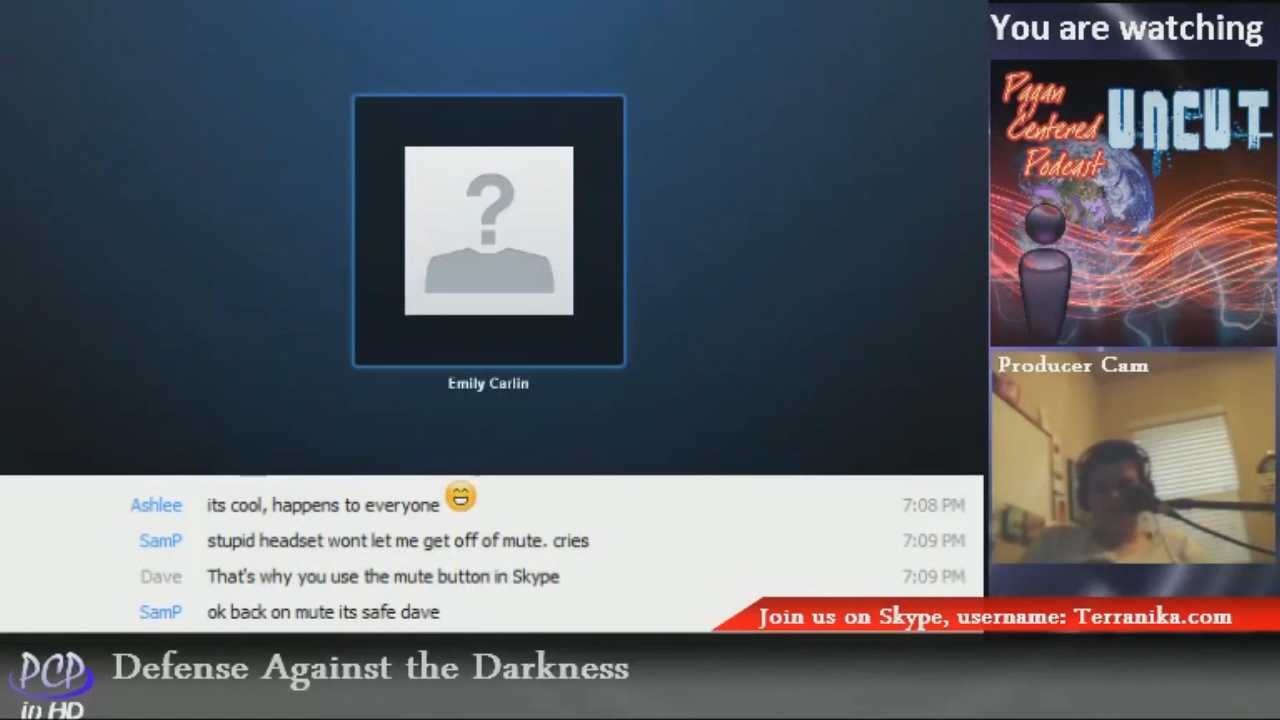 You are watching
Pagan
Centered
Podcast
UNCUT
Producer Cam
Emily Carlin
Ashlee its cool, happens to everyone 7:08 PM
SamP stupid headset wont let me get off of mute. cries 7:09 PM
Dave That's why you use the mute button in Skype 7:09 PM
SamP ok back on mute its safe dave
Join us on Skype, username: Terranika.com
PCP
in HD
Defense Against the Darkness